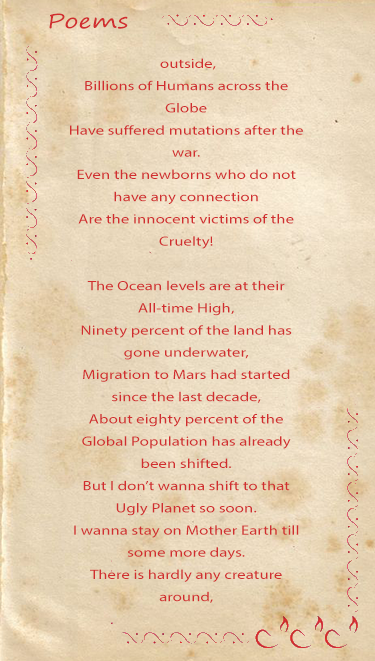 Poems
outside,
Billions of Humans across the
Globe
Have suffered mutations after the
war.
Even the newborns who do not
have any connection
Are the innocent victims of the
Cruelty!
The Ocean levels are at their
All-time High,
Ninety percent of the land has
gone underwater,
Migration to Mars had started
since the last decade,
About eighty percent of the
Global Population has already
been shifted.
But I don’t wanna shift to that
Ugly Planet so soon.
I wanna stay on Mother Earth till
some more days.
There is hardly any creature
around,